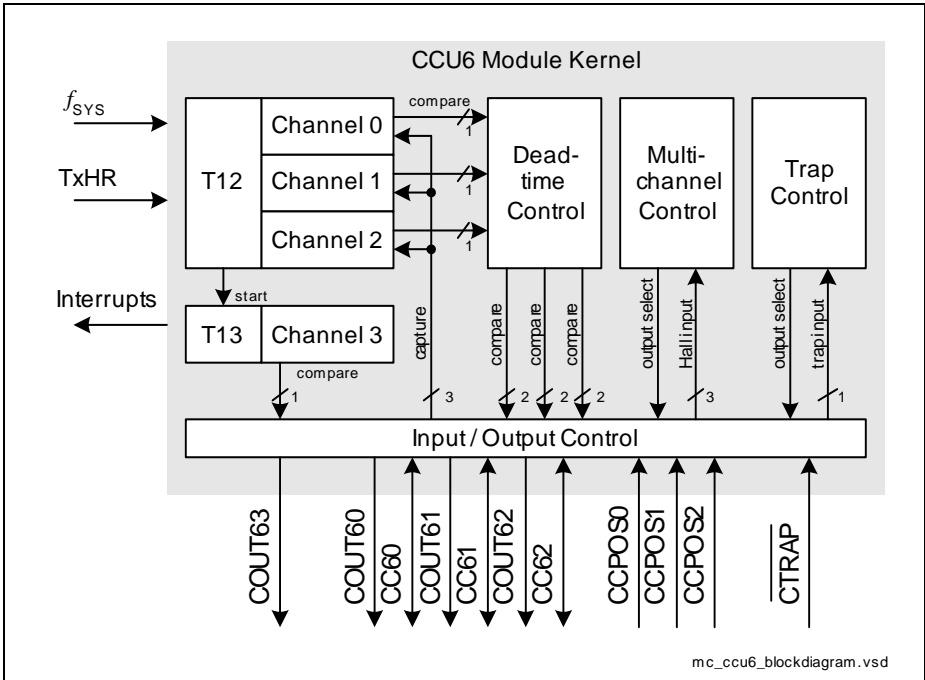 CCU6 Module Kernel
fSYS
TxHR
Interrupts
T12
Channel 0
Channel 1
Channel 2
compare
1
1
1
Dead-
time
Control
Multi-
channel
Control
Trap
Control
start
T13
Channel 3
compare
1
capture
3
compare
2
compare
2
compare
2
output select
Hall input
3
output select
trap input
1
Input / Output Control
COUT63
COUT60
CC60
COUT61
CC61
COUT62
CC62
CCPOS0
CCPOS1
CCPOS2
CTRAP
mc_ccu6_blockdiagram.vsd